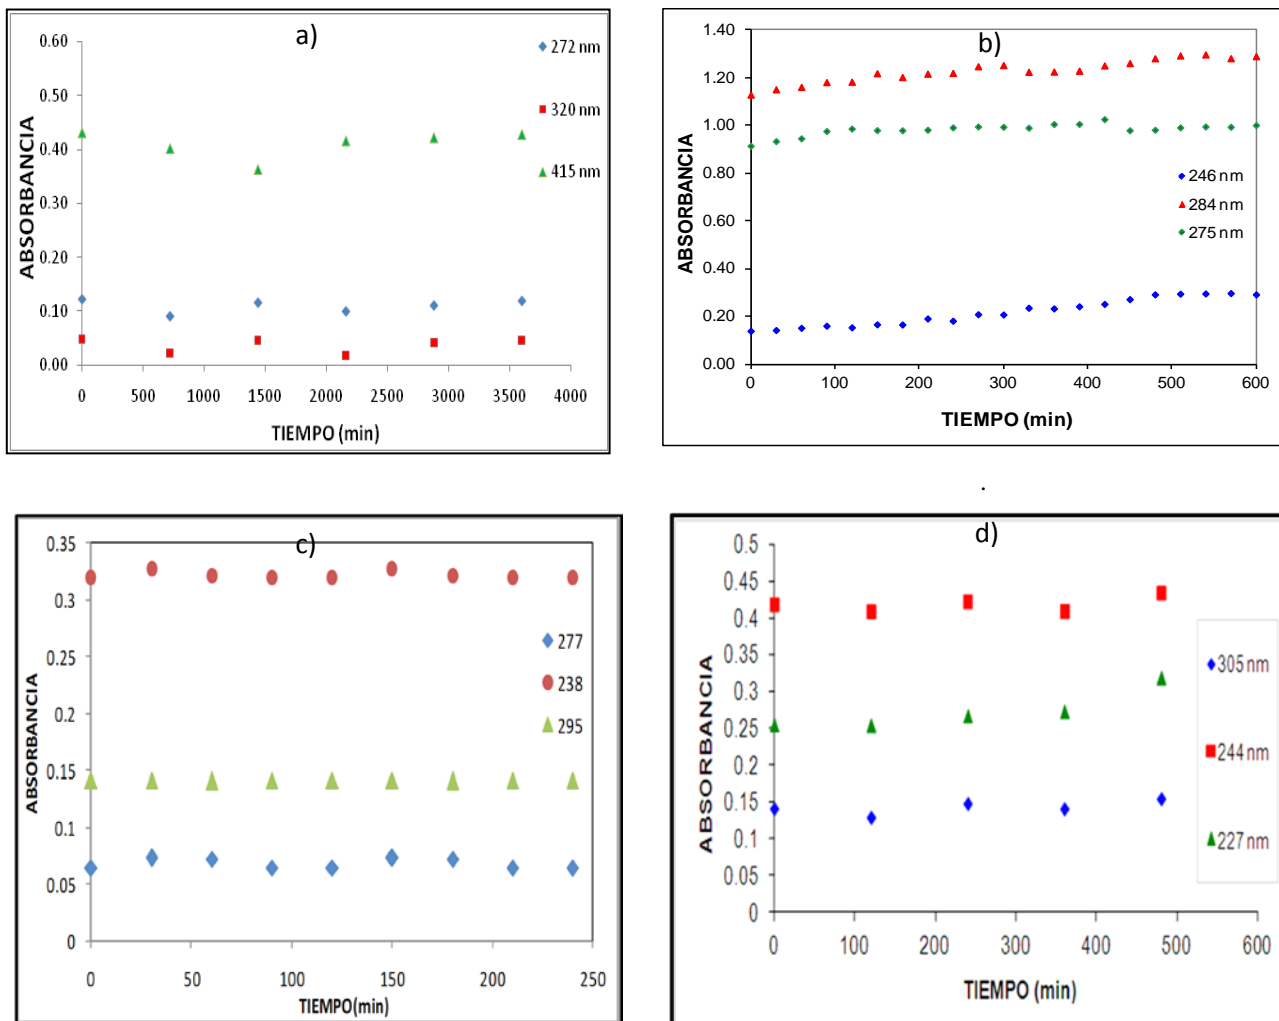 a)
0.60
0.50
0.40
0.30
0.20
0.10
0.00
ABSORBANCIA
272 nm
320 nm
415 nm
0 500 1000 1500 2000 2500 3000 3500 4000
TIEMPO (min)
b)
1.40
1.20
1.00
0.80
0.60
0.40
0.20
0.00
ABSORBANCIA
246 nm
284 nm
275 nm
0 100 200 300 400 500 600
TIEMPO (min)
.
c)
0.35
0.3
0.25
0.2
0.15
0.1
0.05
0
ABSORBANCIA
277
238
295
0 50 100 150 200 250
TIEMPO(min)
d)
0.5
0.45
0.4
0.35
0.3
0.25
0.2
0.15
0.1
0.05
0
ABSORBANCIA
305 nm
244 nm
227 nm
0 100 200 300 400 500 600
TIEMPO (min)